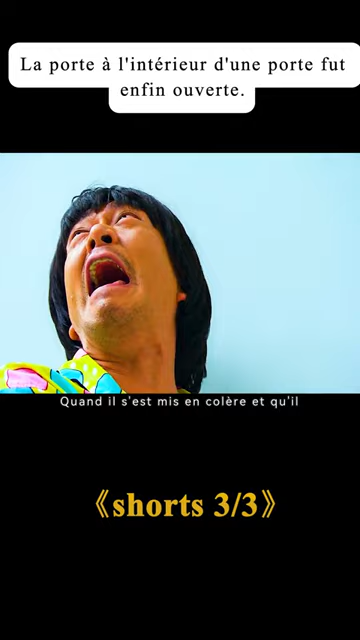 La porte à l'intérieur d'une porte fut
enfin ouverte.
Quand il s'est mis en colère et qu'il
《shorts 3/3》